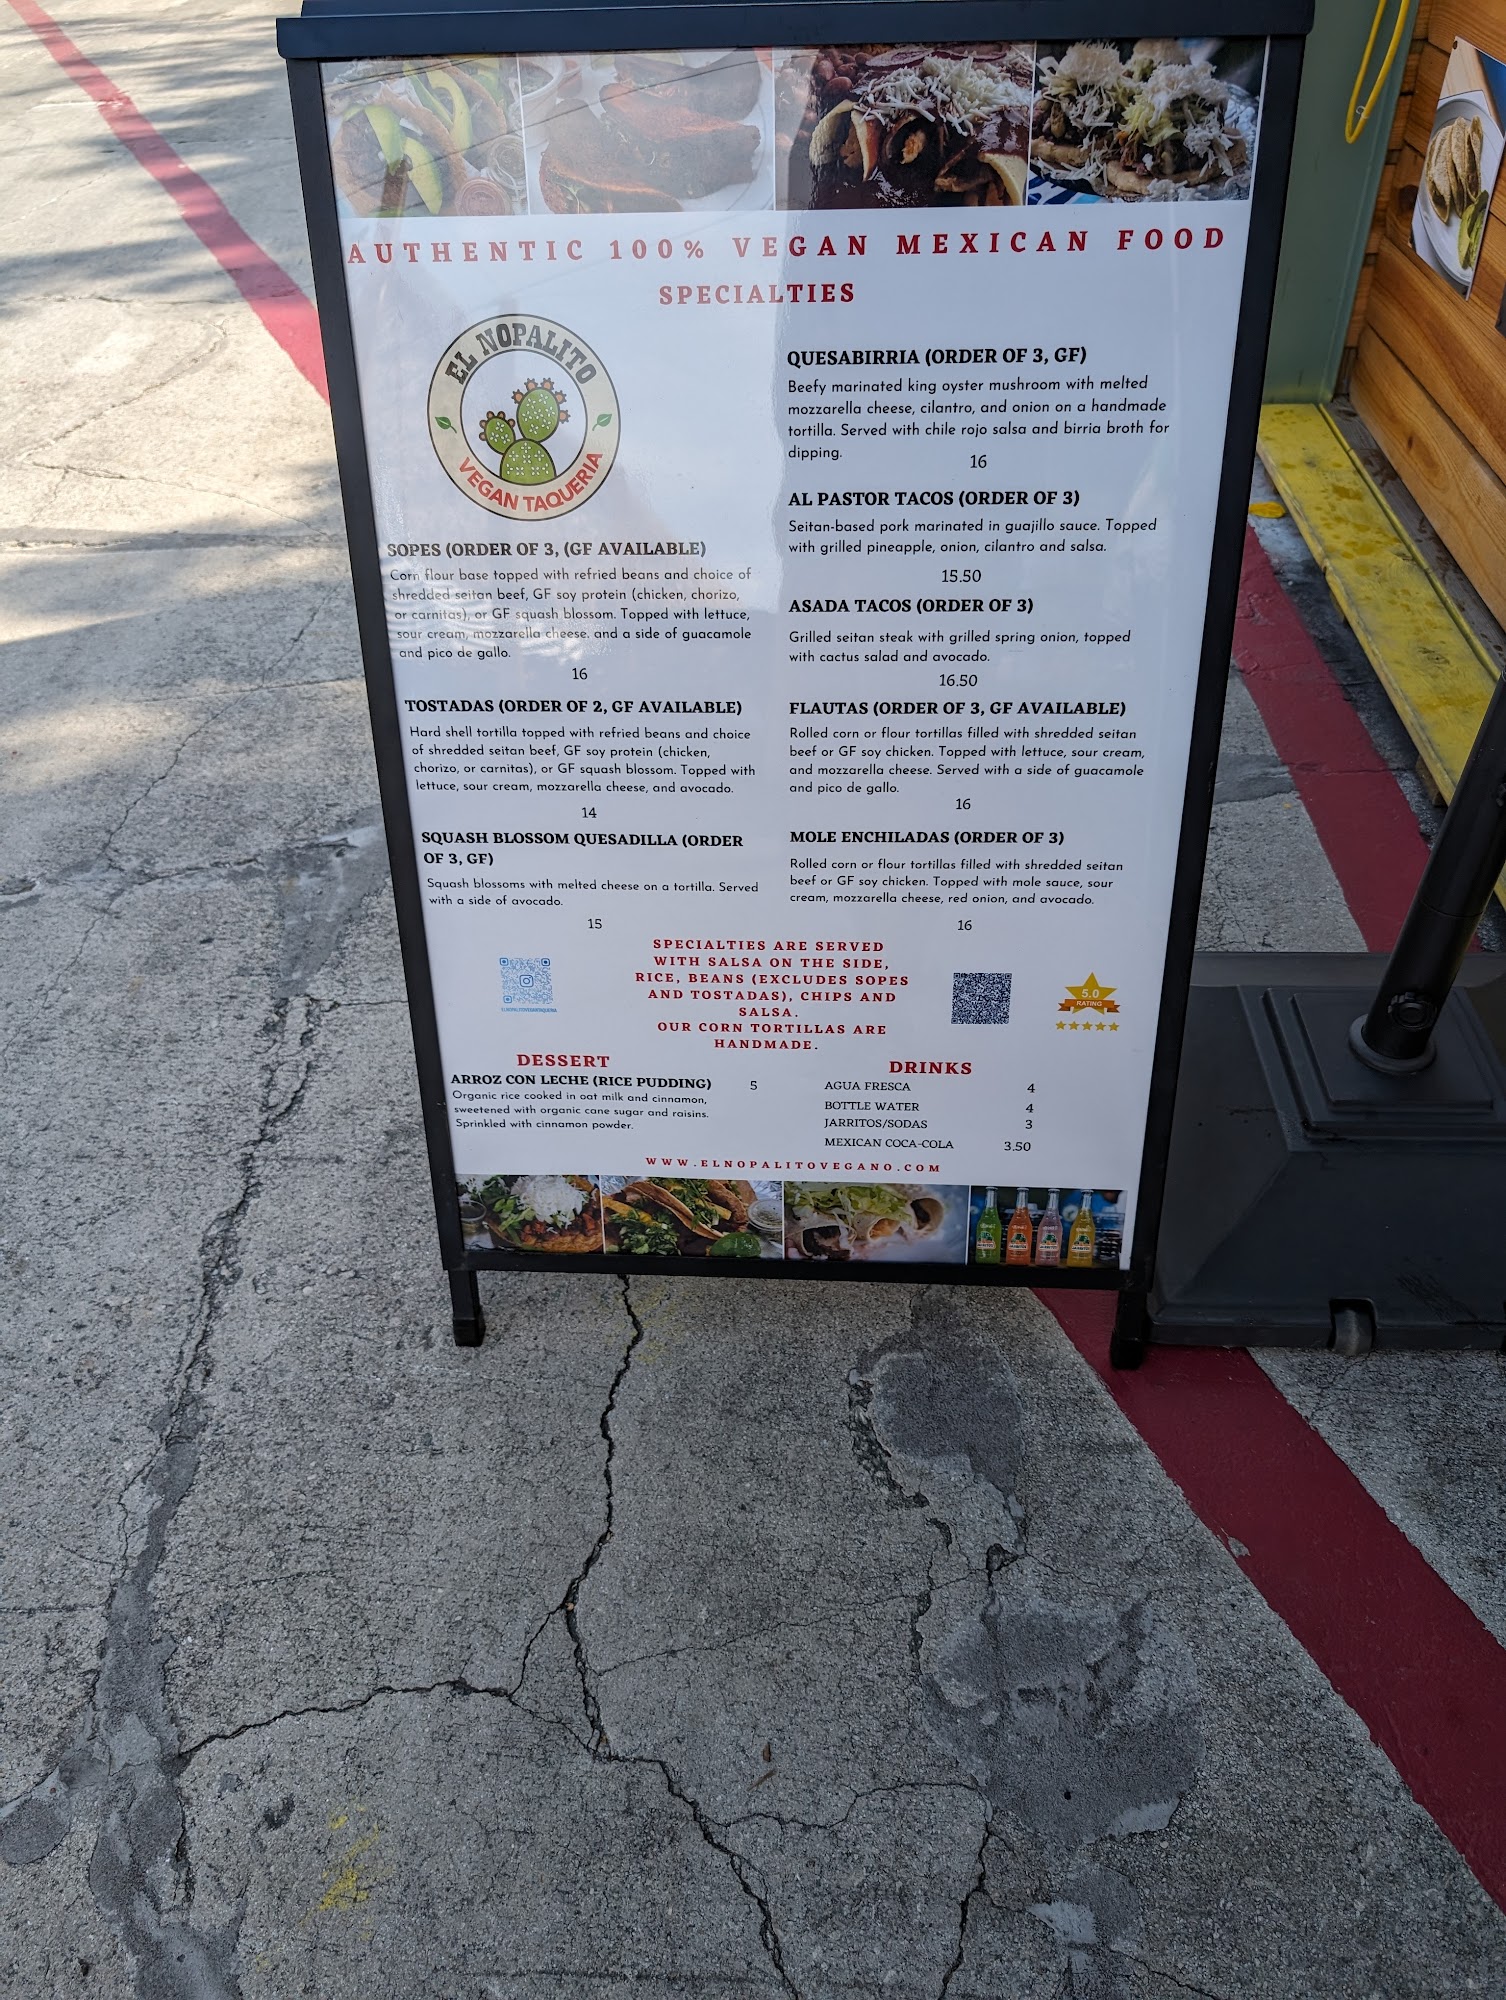 AUTHENTIC 100% VEGAN MEXICAN FOOD
SPECIALTIES
EL NOPALITO
VEGAN TAQUERIA
SOPES (ORDER OF 3, (GF AVAILABLE)
Corn flour base topped with refried beans and choice of
shredded seitan beef, GF soy protein (chicken, chorizo,
or carnitas), or GF squash blossom. Topped with lettuce,
sour cream, mozzarella cheese. and a side of guacamole
and pico de gallo.
16
TOSTADAS (ORDER OF 2, GF AVAILABLE)
Hard shell tortilla topped with refried beans and choice
of shredded seitan beef, GF soy protein (chicken,
chorizo, or carnitas), or GF squash blossom. Topped with
lettuce, sour cream, mozzarella cheese, and avocado.
14
SQUASH BLOSSOM QUESADILLA (ORDER
OF 3, GF)
Squash blossoms with melted cheese on a tortilla. Served
with a side of avocado.
15
QUESABIRRIA (ORDER OF 3, GF)
Beefy marinated king oyster mushroom with melted
mozzarella cheese, cilantro, and onion on a handmade
tortilla. Served with chile rojo salsa and birria broth for
dipping.
16
AL PASTOR TACOS (ORDER OF 3)
Seitan-based pork marinated in guajillo sauce. Topped
with grilled pineapple, onion, cilantro and salsa.
15.50
ASADA TACOS (ORDER OF 3)
Grilled seitan steak with grilled spring onion, topped
with cactus salad and avocado.
16.50
FLAUTAS (ORDER OF 3, GF AVAILABLE)
Rolled corn or flour tortillas filled with shredded seitan
beef or GF soy chicken. Topped with lettuce, sour cream,
and mozzarella cheese. Served with a side of guacamole
and pico de gallo.
16
MOLE ENCHILADAS (ORDER OF 3)
Rolled corn or flour tortillas filled with shredded seitan
beef or GF soy chicken. Topped with mole sauce, sour
cream, mozzarella cheese, red onion, and avocado.
16
SPECIALTIES ARE SERVED
WITH SALSA ON THE SIDE,
RICE, BEANS (EXCLUDES SOPES
AND TOSTADAS), CHIPS AND
SALSA.
OUR CORN TORTILLAS ARE
HANDMADE.
5.0
RATING
DESSERT
ARROZ CON LECHE (RICE PUDDING) 5
Organic rice cooked in oat milk and cinnamon,
sweetened with organic cane sugar and raisins.
Sprinkled with cinnamon powder.
DRINKS
AGUA FRESCA 4
BOTTLE WATER 4
JARRITOS/SODAS 3
MEXICAN COCA-COLA 3.50
WWW.ELNOPALITOVEGANO.COM